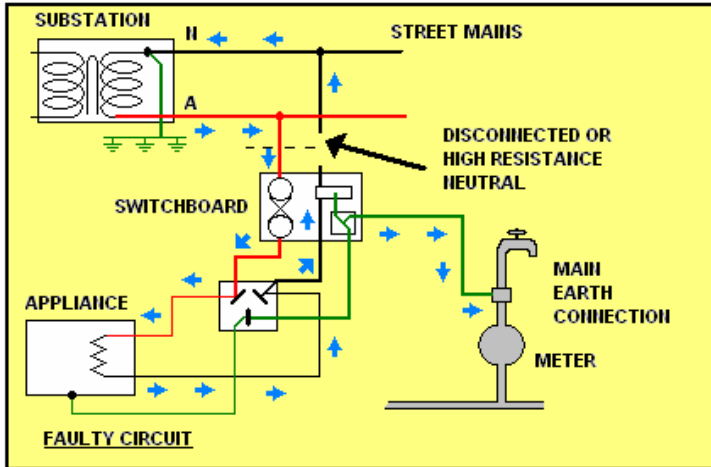 SUBSTATION
N
STREET MAINS
A
DISCONNECTED OR
HIGH RESISTANCE
NEUTRAL
SWITCHBOARD
APPLIANCE
MAIN
EARTH
CONNECTION
METER
FAULTY CIRCUIT